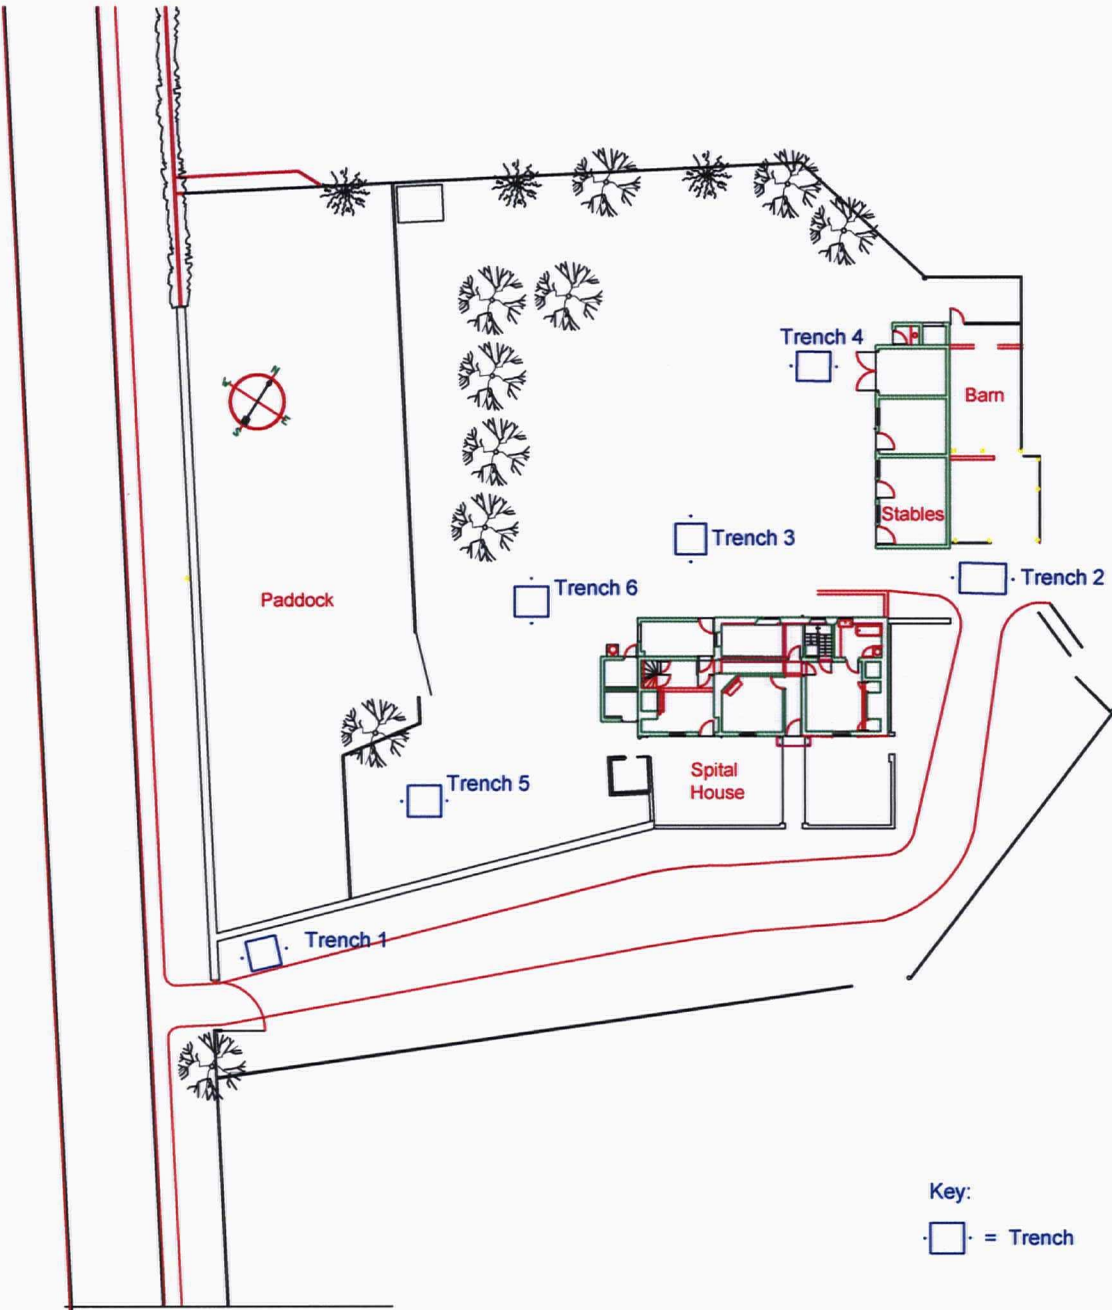 Trench 4
Barn
Stables
Trench 3
Trench 2
Trench 6
Paddock
Trench 5
Spital
House
Trench 1
Key:
= Trench
N
W
E
S